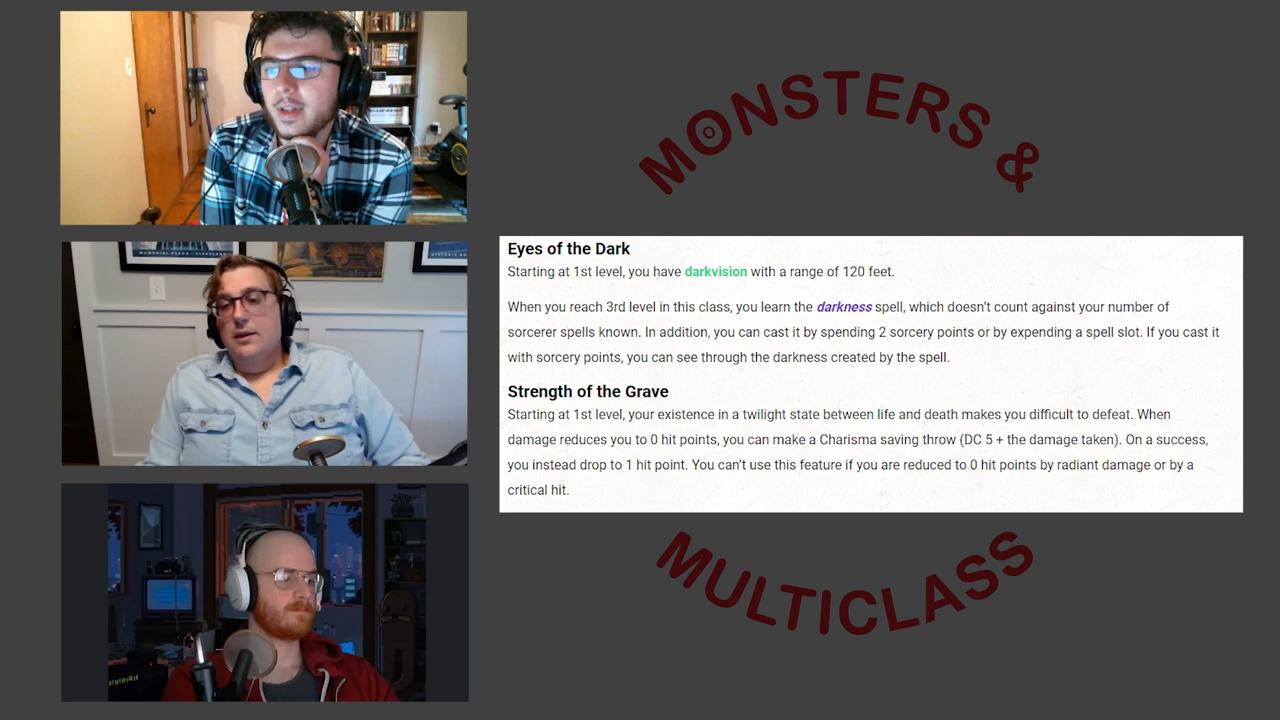 MONSTERS &
Eyes of the Dark
Starting at 1st level, you have darkvision with a range of 120 feet.
When you reach 3rd level in this class, you learn the darkness spell, which doesn’t count against your number of
sorcerer spells known. In addition, you can cast it by spending 2 sorcery points or by expending a spell slot. If you cast it
with sorcery points, you can see through the darkness created by the spell.
Strength of the Grave
Starting at 1st level, your existence in a twilight state between life and death makes you difficult to defeat. When
damage reduces you to 0 hit points, you can make a Charisma saving throw (DC 5 + the damage taken). On a success,
you instead drop to 1 hit point. You can’t use this feature if you are reduced to 0 hit points by radiant damage or by a
critical hit.
MULTICLASS